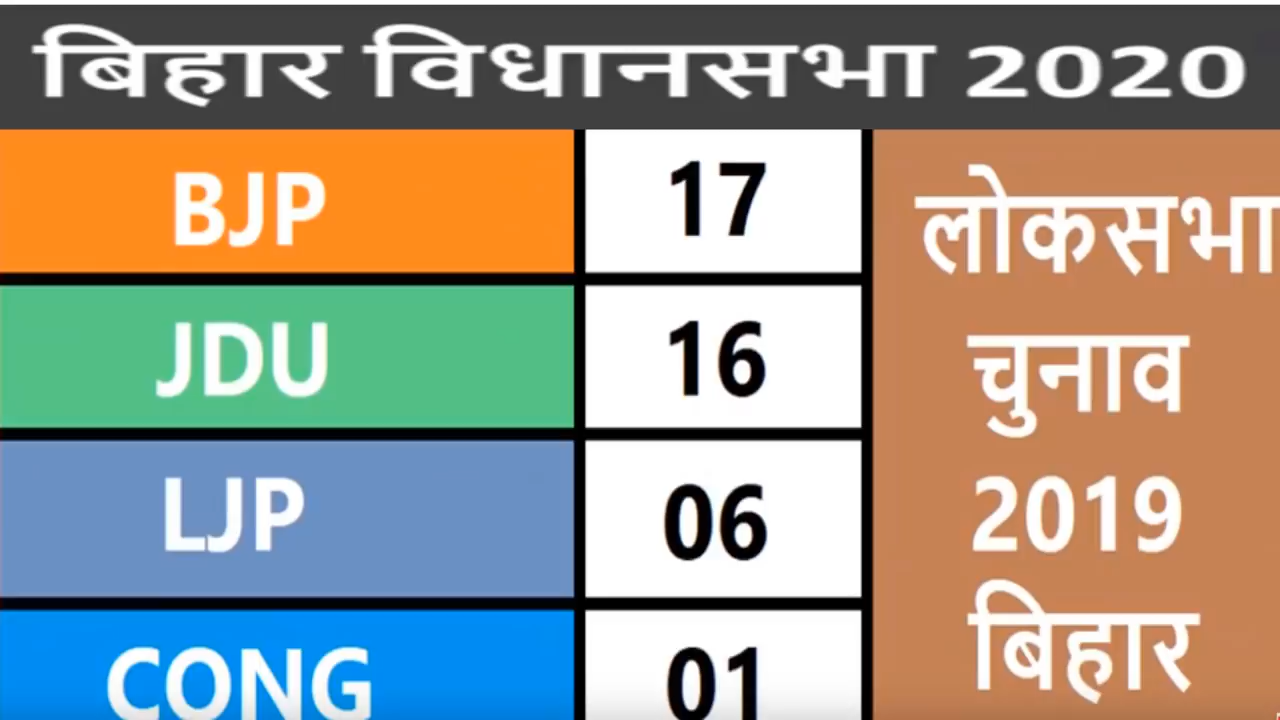 बिहार विधानसभा 2020
BJP 17
JDU 16
LJP 06
CONG 01
लोकसभा
चुनाव
2019
बिहार